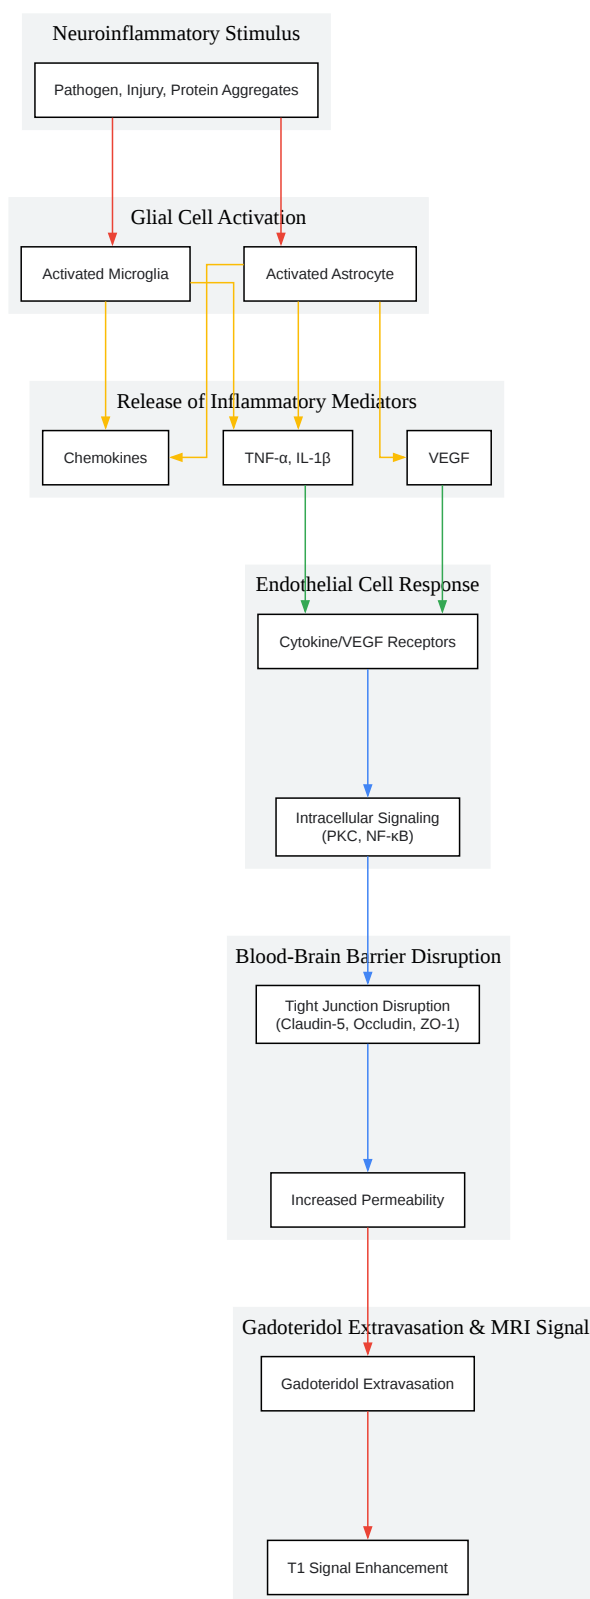 Neuroinflammatory Stimulus
Pathogen, Injury, Protein Aggregates
Glial Cell Activation
Activated Microglia
Activated Astrocyte
Release of Inflammatory Mediators
Chemokines
TNF-α, IL-1β
VEGF
Endothelial Cell Response
Cytokine/VEGF Receptors
Intracellular Signaling
(PKC, NF-κB)
Blood-Brain Barrier Disruption
Tight Junction Disruption
(Claudin-5, Occludin, ZO-1)
Increased Permeability
Gadoteridol Extravasation & MRI Signal
Gadoteridol Extravasation
T1 Signal Enhancement